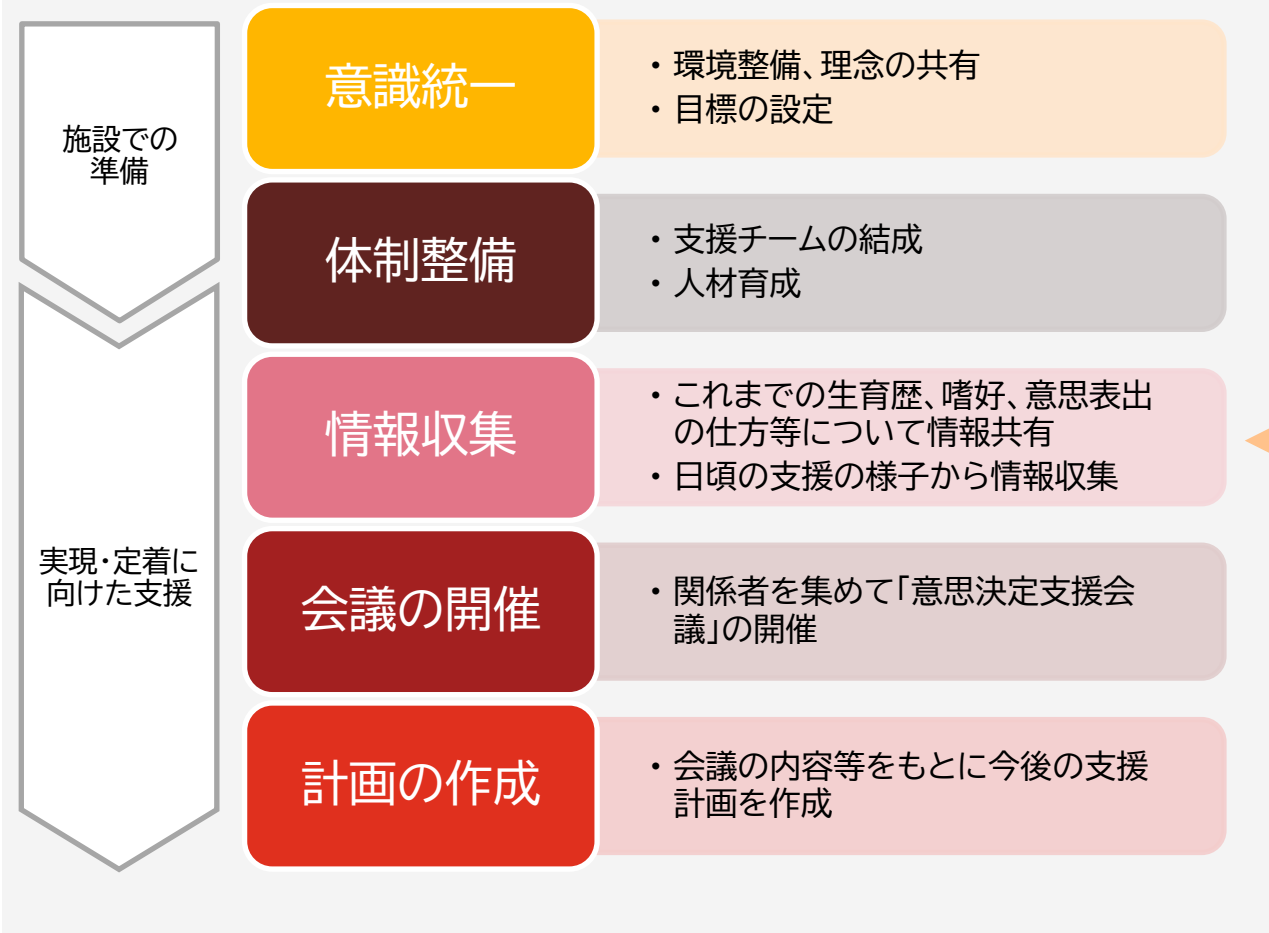 施設での
準備
意識統一
・環境整備、理念の共有
・目標の設定
体制整備
・支援チームの結成
・人材育成
実現・定着に
向けた支援
情報収集
・これまでの生育歴、嗜好、意思表出
の仕方等について情報共有
・日頃の支援の様子から情報収集
会議の開催
・関係者を集めて「意思決定支援会
議」の開催
計画の作成
・会議の内容等をもとに今後の支援
計画を作成